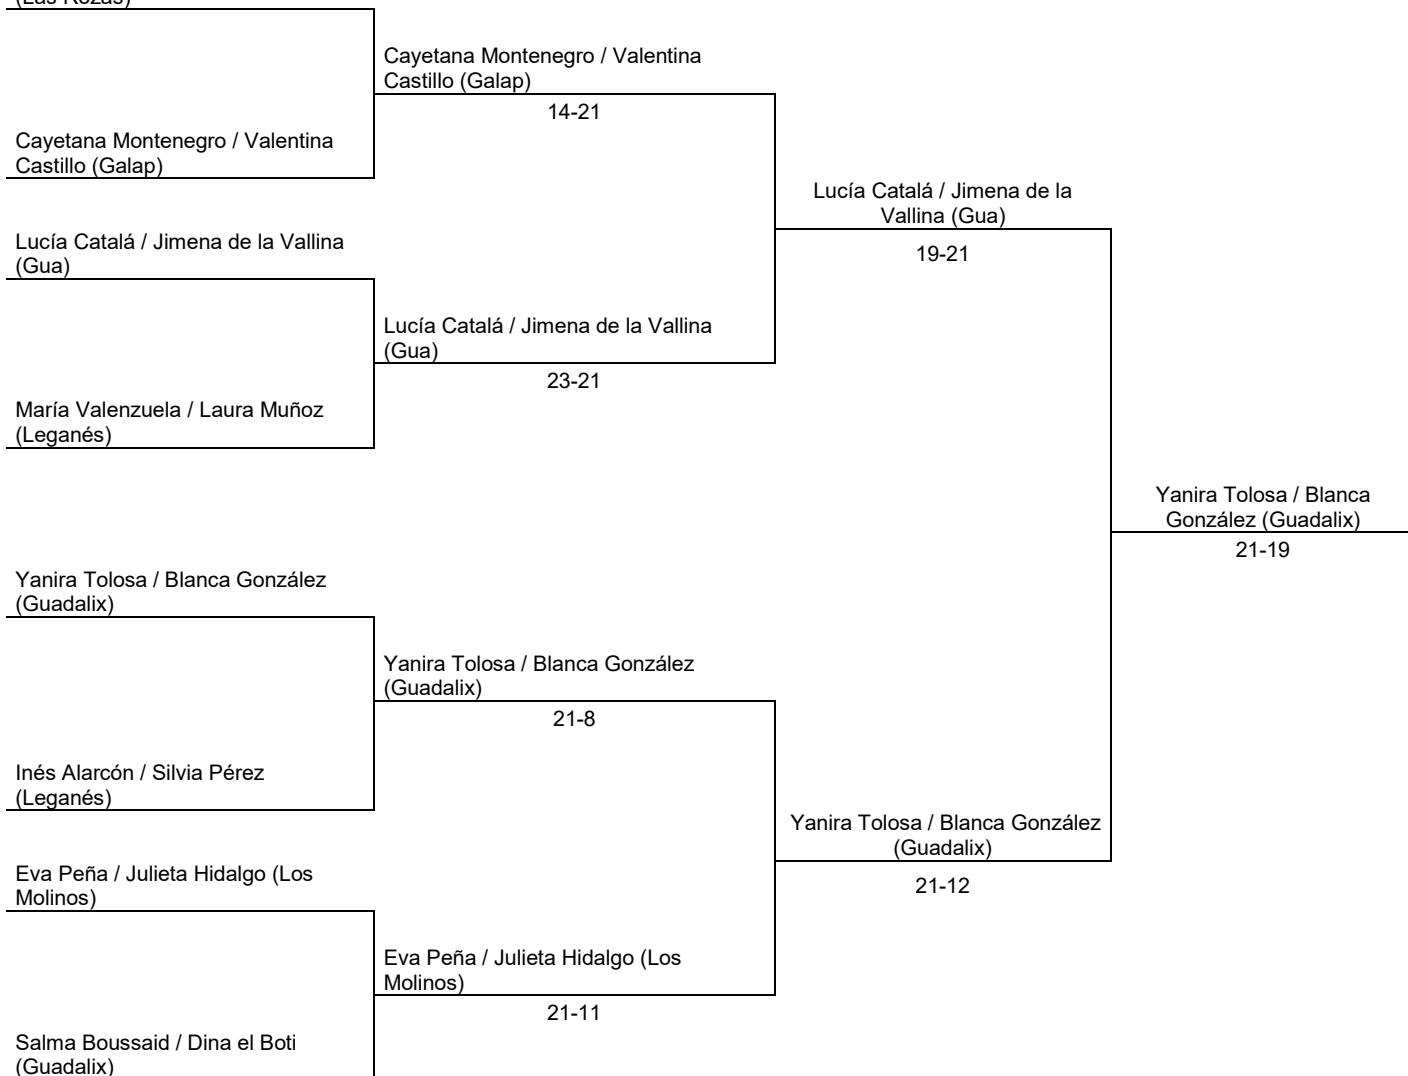 (Las Rozas)
Cayetana Montenegro / Valentina
Castillo (Galap)
14-21
Cayetana Montenegro / Valentina
Castillo (Galap)
Lucía Catalá / Jimena de la
Vallina (Gua)
19-21
Lucía Catalá / Jimena de la Vallina
(Gua)
Lucía Catalá / Jimena de la Vallina
(Gua)
23-21
María Valenzuela / Laura Muñoz
(Leganés)
Yanira Tolosa / Blanca
González (Guadalix)
21-19
Yanira Tolosa / Blanca González
(Guadalix)
Yanira Tolosa / Blanca González
(Guadalix)
21-8
Inés Alarcón / Silvia Pérez
(Leganés)
Yanira Tolosa / Blanca González
(Guadalix)
21-12
Eva Peña / Julieta Hidalgo (Los
Molinos)
Eva Peña / Julieta Hidalgo (Los
Molinos)
21-11
Salma Boussaid / Dina el Boti
(Guadalix)